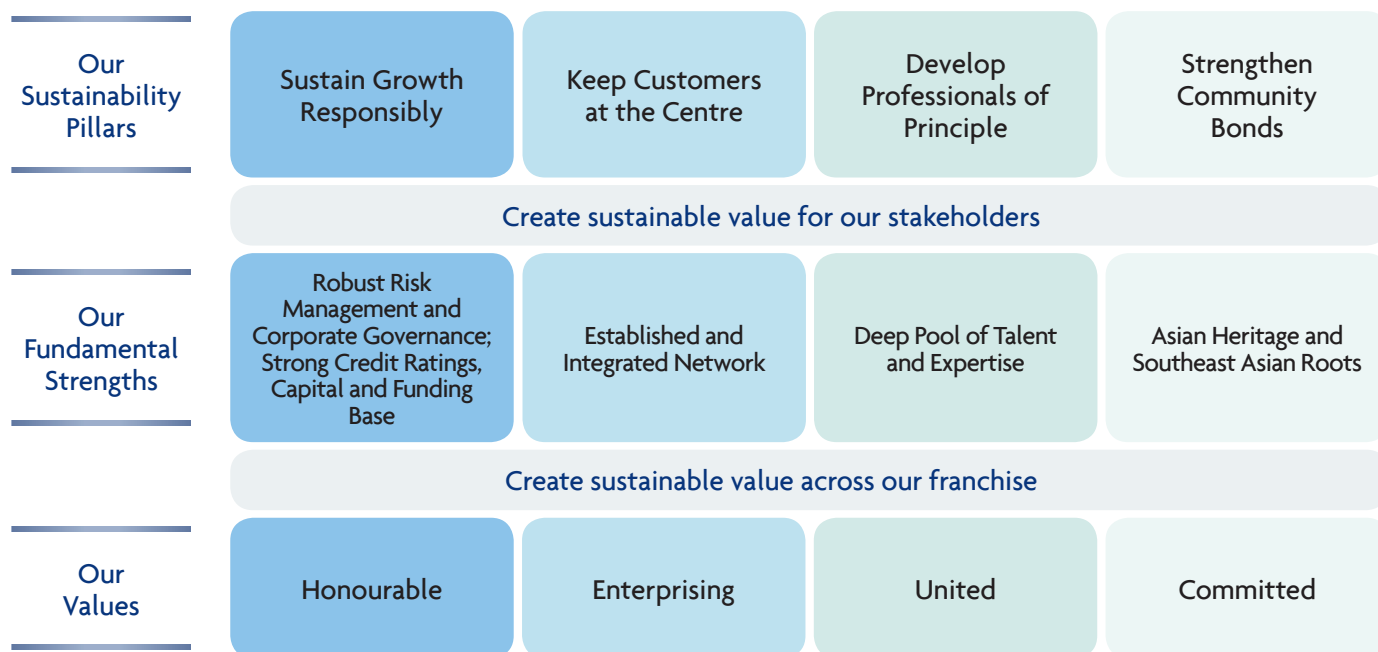 Our
Sustainability
Pillars
Sustain Growth
Responsibly
Keep Customers
at the Centre
Develop
Professionals of
Principle
Strengthen
Community
Bonds
Create sustainable value for our stakeholders
Our
Fundamental
Strengths
Robust Risk
Management and
Corporate Governance;
Strong Credit Ratings,
Capital and Funding
Base
Established and
Integrated Network
Deep Pool of Talent
and Expertise
Asian Heritage and
Southeast Asian Roots
Create sustainable value across our franchise
Our
Values
Honourable
Enterprising
United
Committed